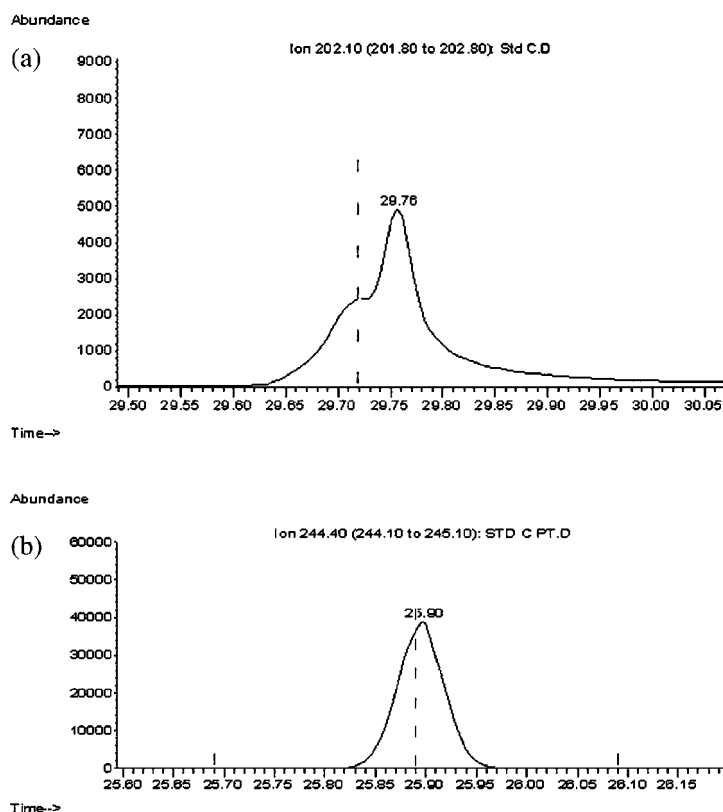 Abundance
(a)
Ion 202.10 (201.80 to 202.80): Std C.D
9000
8000
7000
6000
5000
4000
3000
2000
1000
0
29.76
29.50 29.55 29.60 29.65 29.70 29.75 29.80 29.85 29.90 29.95 30.00 30.05
Time-->
Abundance
(b)
Ion 244.40 (244.10 to 245.10): STD C PT.D
60000
50000
40000
30000
20000
10000
0
25.90
25.60 25.65 25.70 25.75 25.80 25.85 25.90 25.95 26.00 26.05 26.10 26.15
Time-->